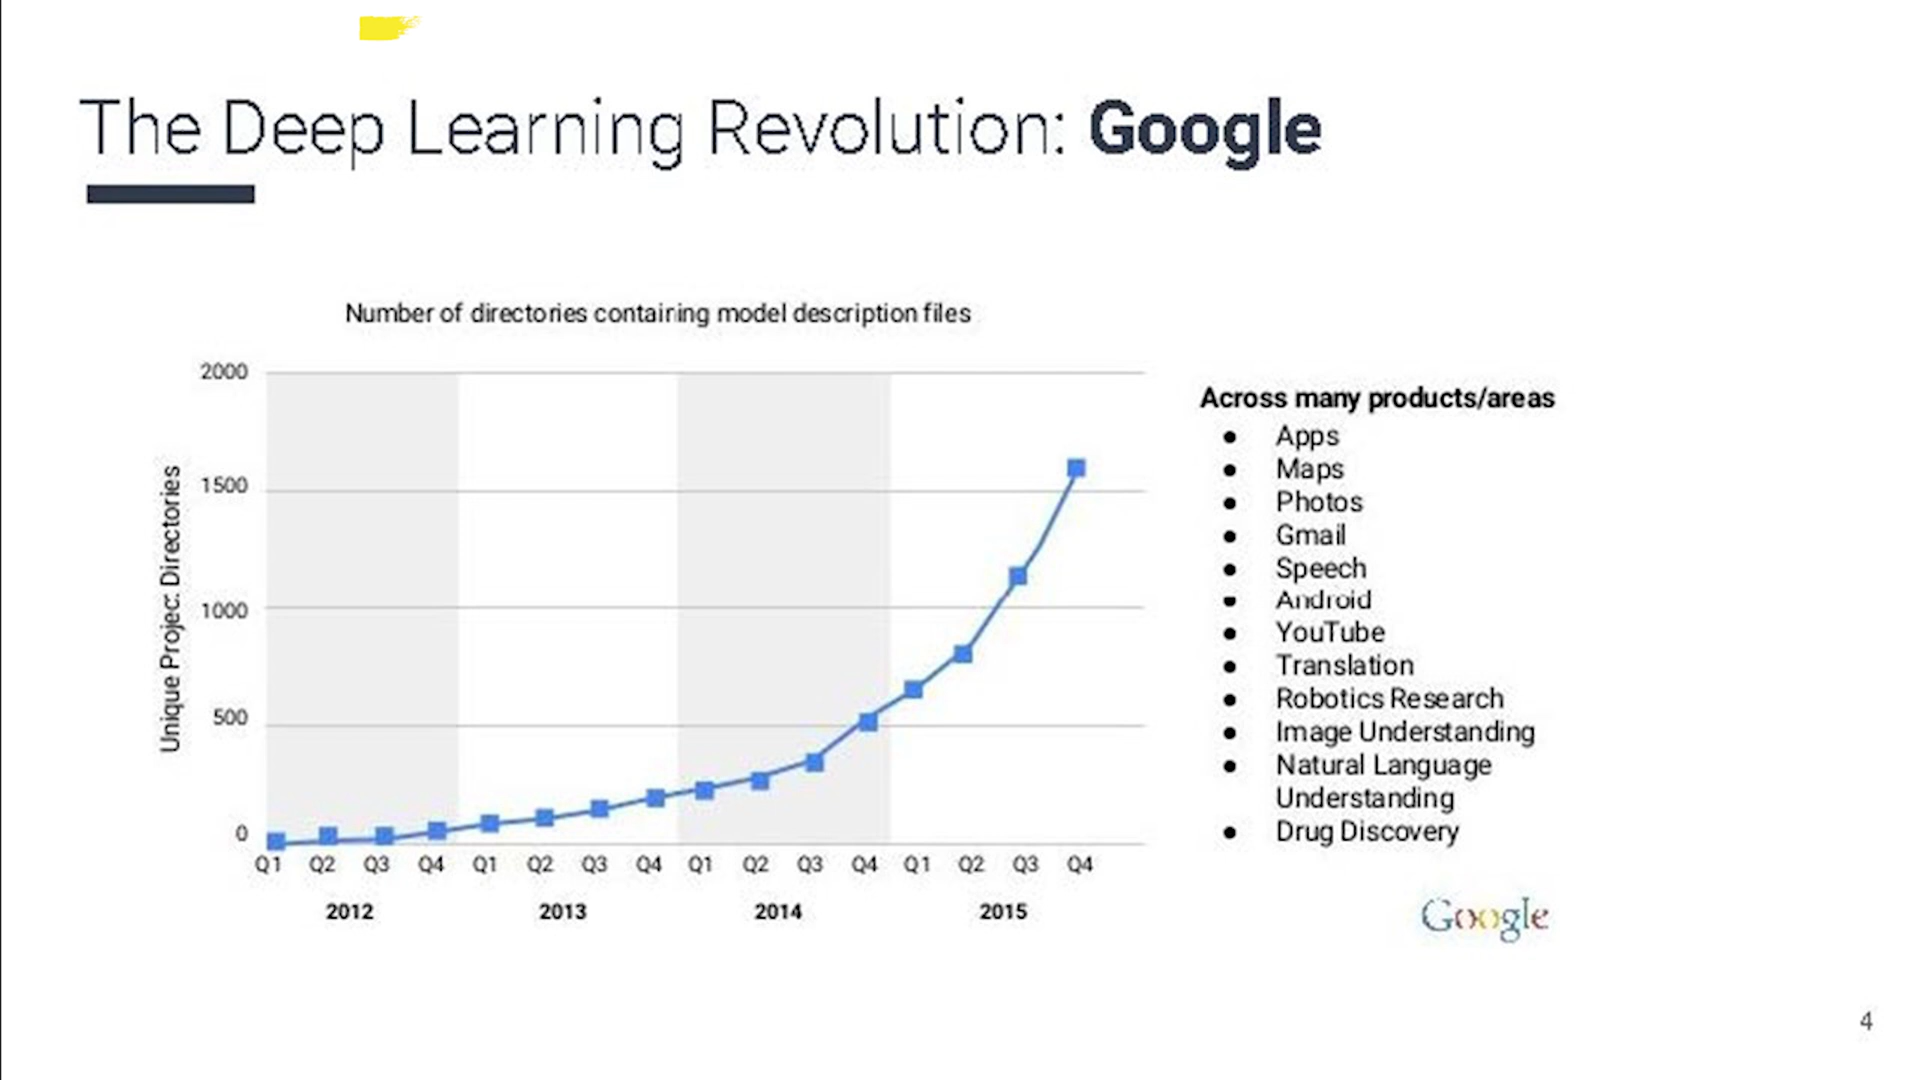 The Deep Learning Revolution: Google
Number of directories containing model description files
Unique Project Directories
2000
1500
1000
500
0
Q1 Q2 Q3 Q4 Q1 Q2 Q3 Q4 Q1 Q2 Q3 Q4 Q1 Q2 Q3 Q4
2012 2013 2014 2015
Across many products/areas
● Apps
● Maps
● Photos
● Gmail
● Speech
● Android
● YouTube
● Translation
● Robotics Research
● Image Understanding
● Natural Language
Understanding
● Drug Discovery
Google
4